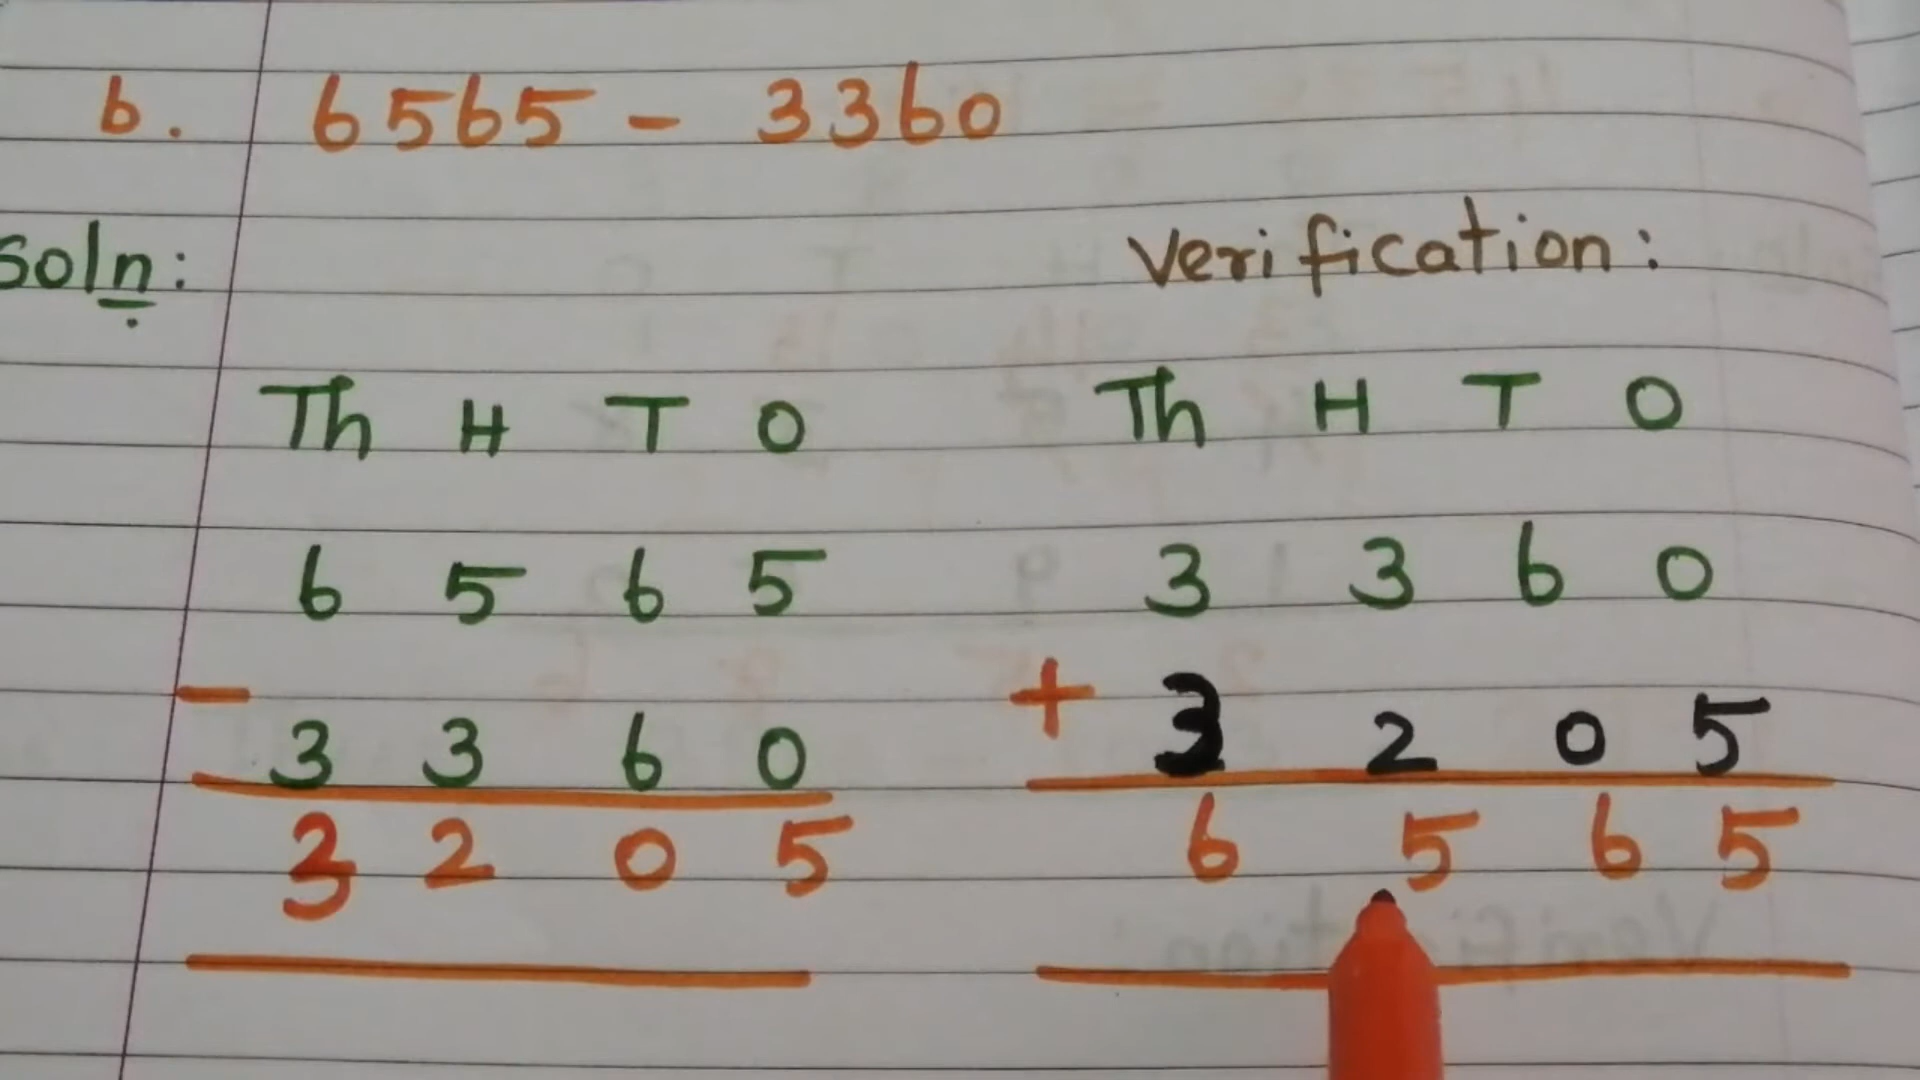 b. 6565 - 3360
Soln:
Verification:
Th H T O
6 5 6 5
- 3 3 6 0
3 2 0 5
Th H T O
3 3 6 0
+ 3 2 0 5
6 5 6 5